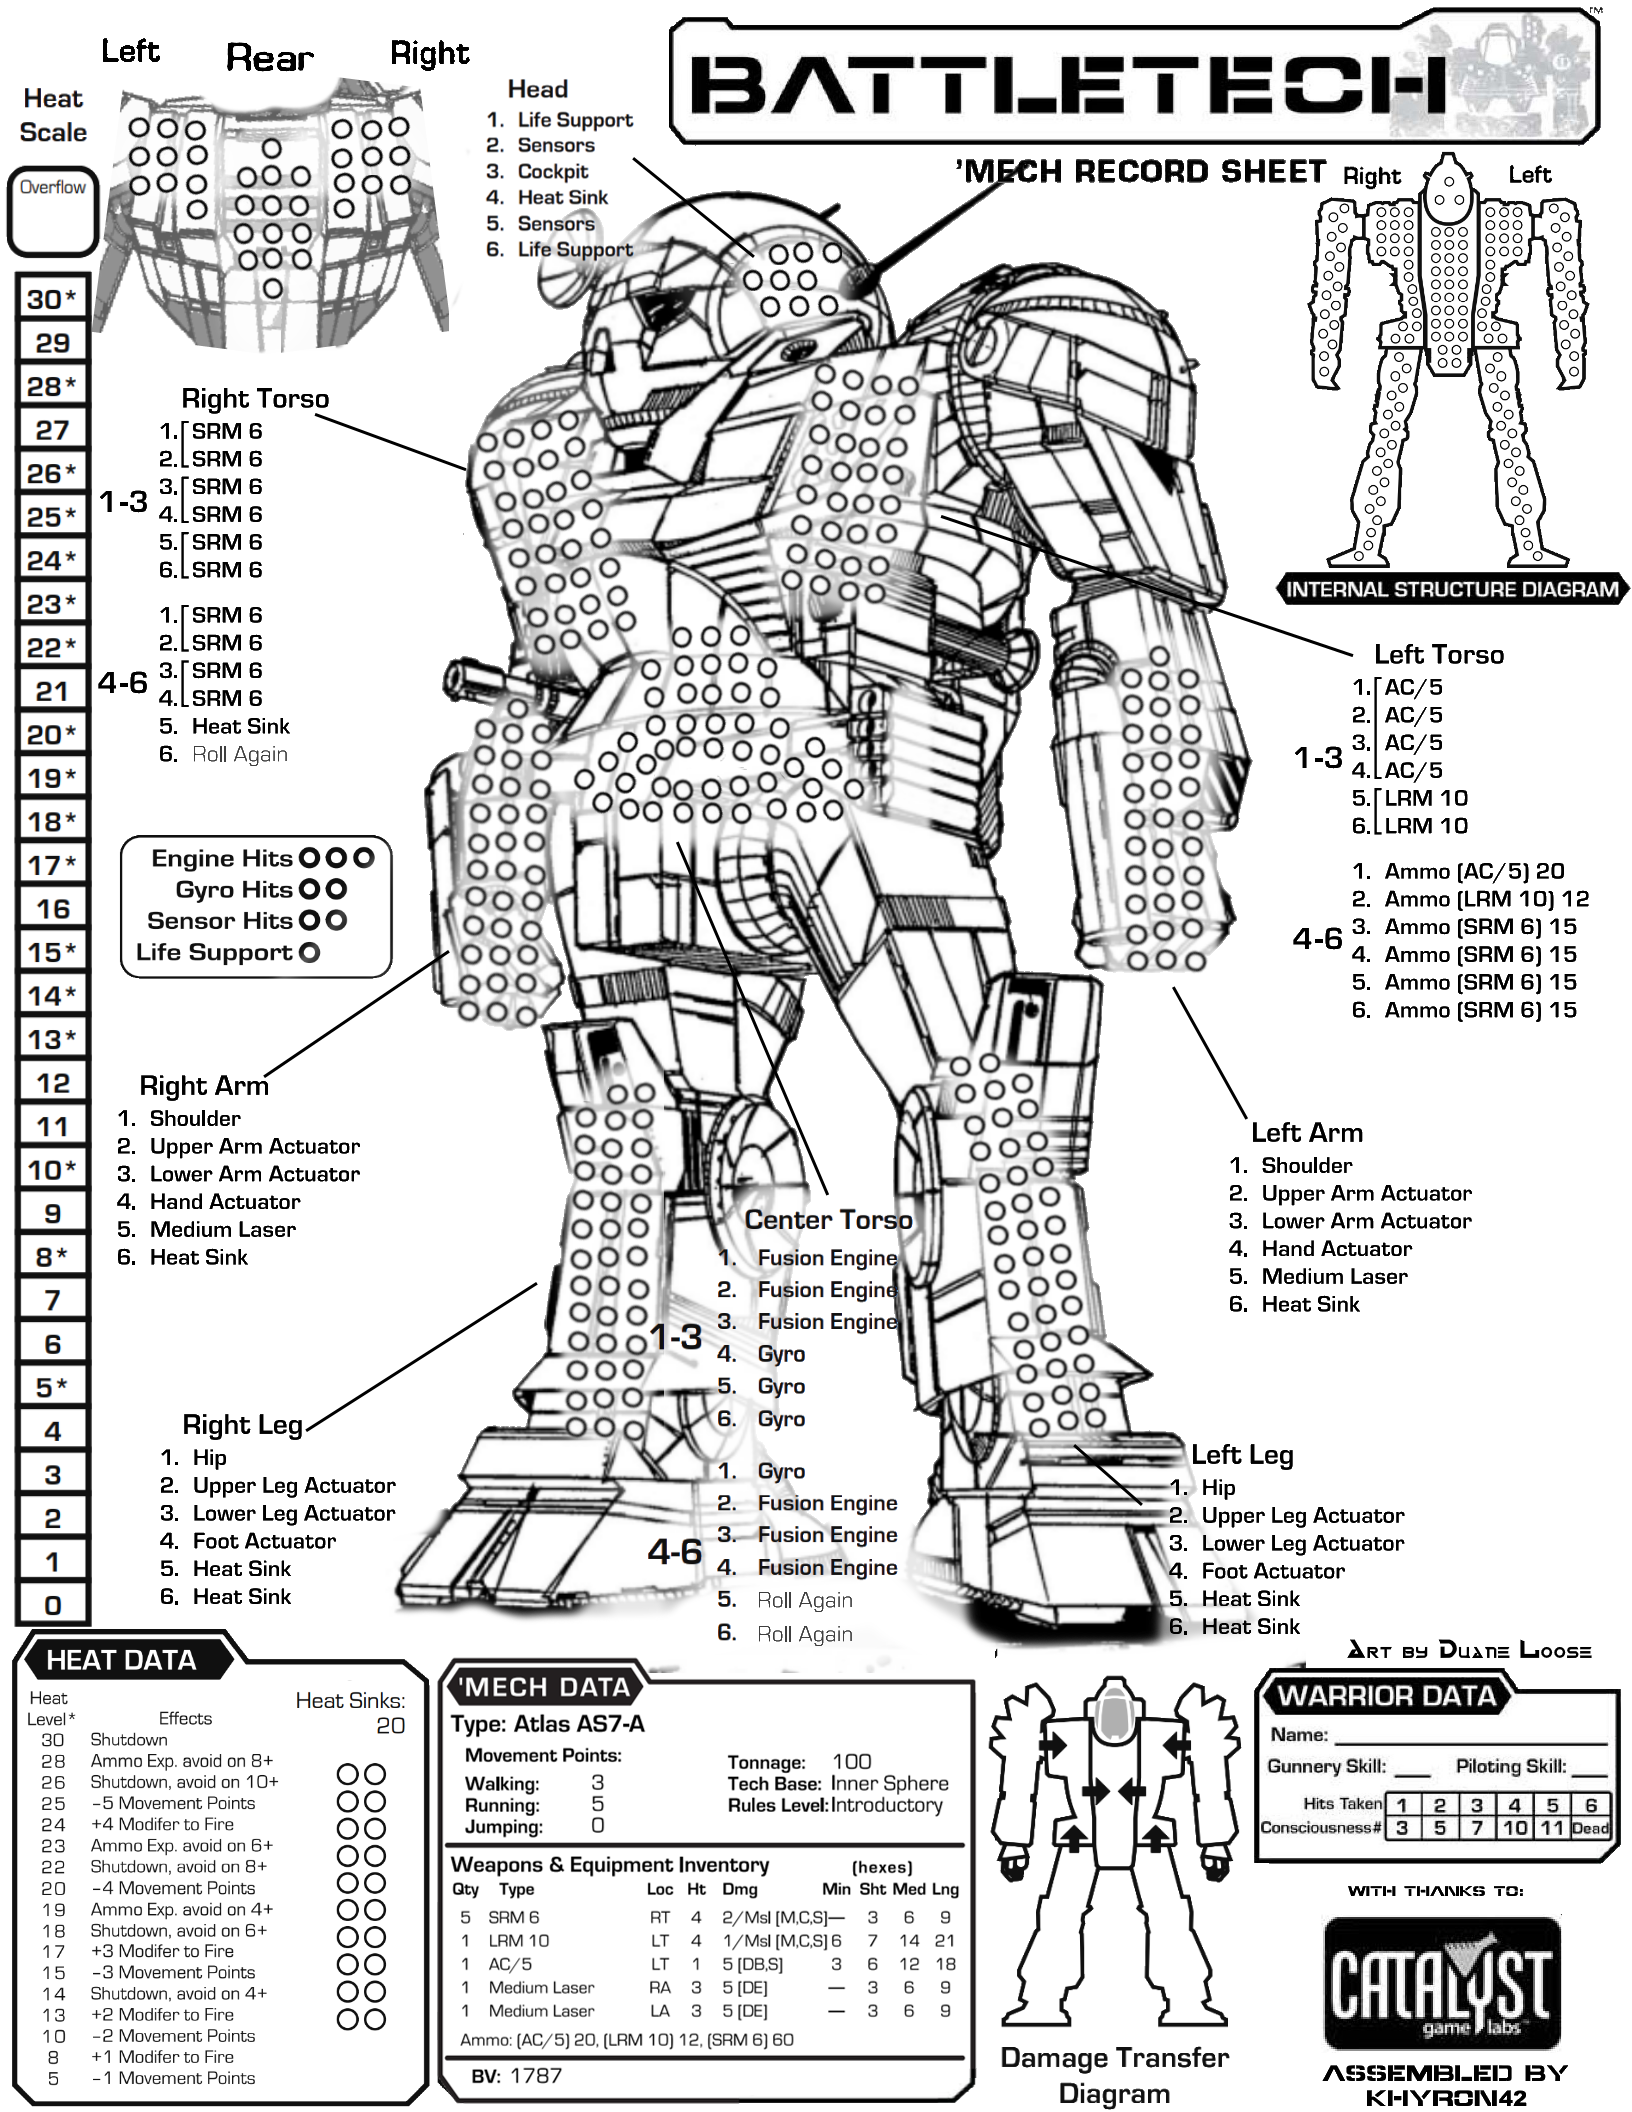 BATTLETECH
™
'MECH RECORD SHEET
Left Rear Right
Heat
Scale
Overflow
30*
29
28*
27
26*
25*
24*
23*
22*
21
20*
19*
18*
17*
16
15*
14*
13*
12
11
10*
9
8*
7
6
5*
4
3
2
1
0
Head
1. Life Support
2. Sensors
3. Cockpit
4. Heat Sink
5. Sensors
6. Life Support
Right Left
INTERNAL STRUCTURE DIAGRAM
Right Torso
1-3
1. SRM 6
2. SRM 6
3. SRM 6
4. SRM 6
5. SRM 6
6. SRM 6
4-6
1. SRM 6
2. SRM 6
3. SRM 6
4. SRM 6
5. Heat Sink
6. Roll Again
Engine Hits
Gyro Hits
Sensor Hits
Life Support
Left Torso
1-3
1. AC/5
2. AC/5
3. AC/5
4. AC/5
5. LRM 10
6. LRM 10
4-6
1. Ammo (AC/5) 20
2. Ammo (LRM 10) 12
3. Ammo (SRM 6) 15
4. Ammo (SRM 6) 15
5. Ammo (SRM 6) 15
6. Ammo (SRM 6) 15
Right Arm
1. Shoulder
2. Upper Arm Actuator
3. Lower Arm Actuator
4. Hand Actuator
5. Medium Laser
6. Heat Sink
Left Arm
1. Shoulder
2. Upper Arm Actuator
3. Lower Arm Actuator
4. Hand Actuator
5. Medium Laser
6. Heat Sink
Center Torso
1-3
1. Fusion Engine
2. Fusion Engine
3. Fusion Engine
4. Gyro
5. Gyro
6. Gyro
4-6
1. Gyro
2. Fusion Engine
3. Fusion Engine
4. Fusion Engine
5. Roll Again
6. Roll Again
Right Leg
1. Hip
2. Upper Leg Actuator
3. Lower Leg Actuator
4. Foot Actuator
5. Heat Sink
6. Heat Sink
Left Leg
1. Hip
2. Upper Leg Actuator
3. Lower Leg Actuator
4. Foot Actuator
5. Heat Sink
6. Heat Sink
Art by Duane Loose
HEAT DATA
Heat
Level* Effects
Heat Sinks:
20
30 Shutdown
28 Ammo Exp. avoid on 8+
26 Shutdown, avoid on 10+
25 -5 Movement Points
24 +4 Modifer to Fire
23 Ammo Exp. avoid on 6+
22 Shutdown, avoid on 8+
20 -4 Movement Points
19 Ammo Exp. avoid on 4+
18 Shutdown, avoid on 6+
17 +3 Modifer to Fire
15 -3 Movement Points
14 Shutdown, avoid on 4+
13 +2 Modifer to Fire
10 -2 Movement Points
8 +1 Modifer to Fire
5 -1 Movement Points
'MECH DATA
Type: Atlas AS7-A
Movement Points:
Walking: 3
Running: 5
Jumping: 0
Tonnage: 100
Tech Base: Inner Sphere
Rules Level: Introductory
Weapons & Equipment Inventory (hexes)
Qty Type Loc Ht Dmg Min Sht Med Lng
5 SRM 6 RT 4 2/Msl [M,C,S] — 3 6 9
1 LRM 10 LT 4 1/Msl [M,C,S] 6 7 14 21
1 AC/5 LT 1 5 [DB,S] 3 6 12 18
1 Medium Laser RA 3 5 [DE] — 3 6 9
1 Medium Laser LA 3 5 [DE] — 3 6 9
Ammo: (AC/5) 20, (LRM 10) 12, (SRM 6) 60
BV: 1787
Damage Transfer
Diagram
WARRIOR DATA
Name:
Gunnery Skill: Piloting Skill:
Hits Taken 1 2 3 4 5 6
Consciousness# 3 5 7 10 11 Dead
WITH THANKS TO:
CATALYST
game labs™
ASSEMBLED BY
KHYRON42